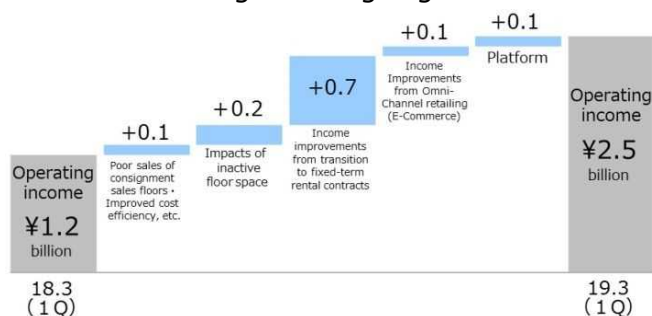 +0.1
+0.1
+0.7
+0.2
+0.1
Operating
income
¥1.2
billion
Poor sales of
consignment
sales floors・
Improved cost
efficiency, etc.
Impacts of
inactive
floor space
Income
improvements
from transition
to fixed-term
rental contracts
Income
Improvements
from Omni-
Channel retailing
(E-Commerce)
Platform
Operating
income
¥2.5
billion
18.3
(1Q)
19.3
(1Q)